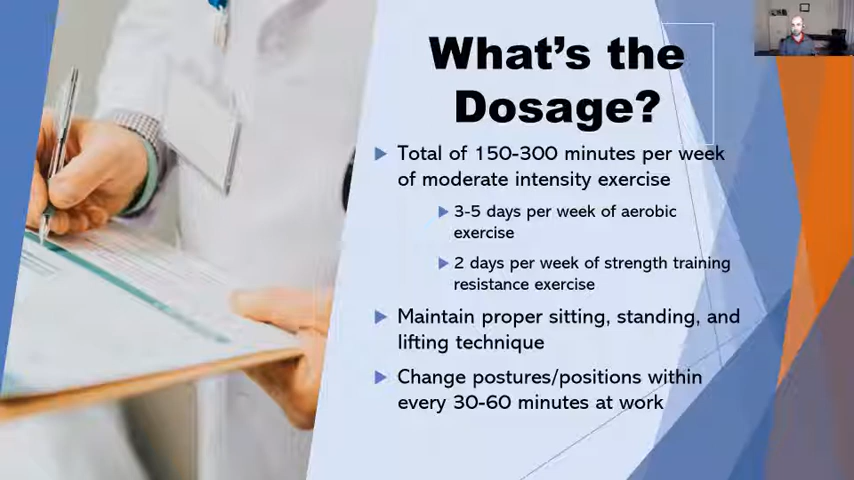 What's the
Dosage?
Total of 150-300 minutes per week
of moderate intensity exercise
3-5 days per week of aerobic
exercise
2 days per week of strength training
resistance exercise
Maintain proper sitting, standing, and
lifting technique
Change postures/positions within
every 30-60 minutes at work